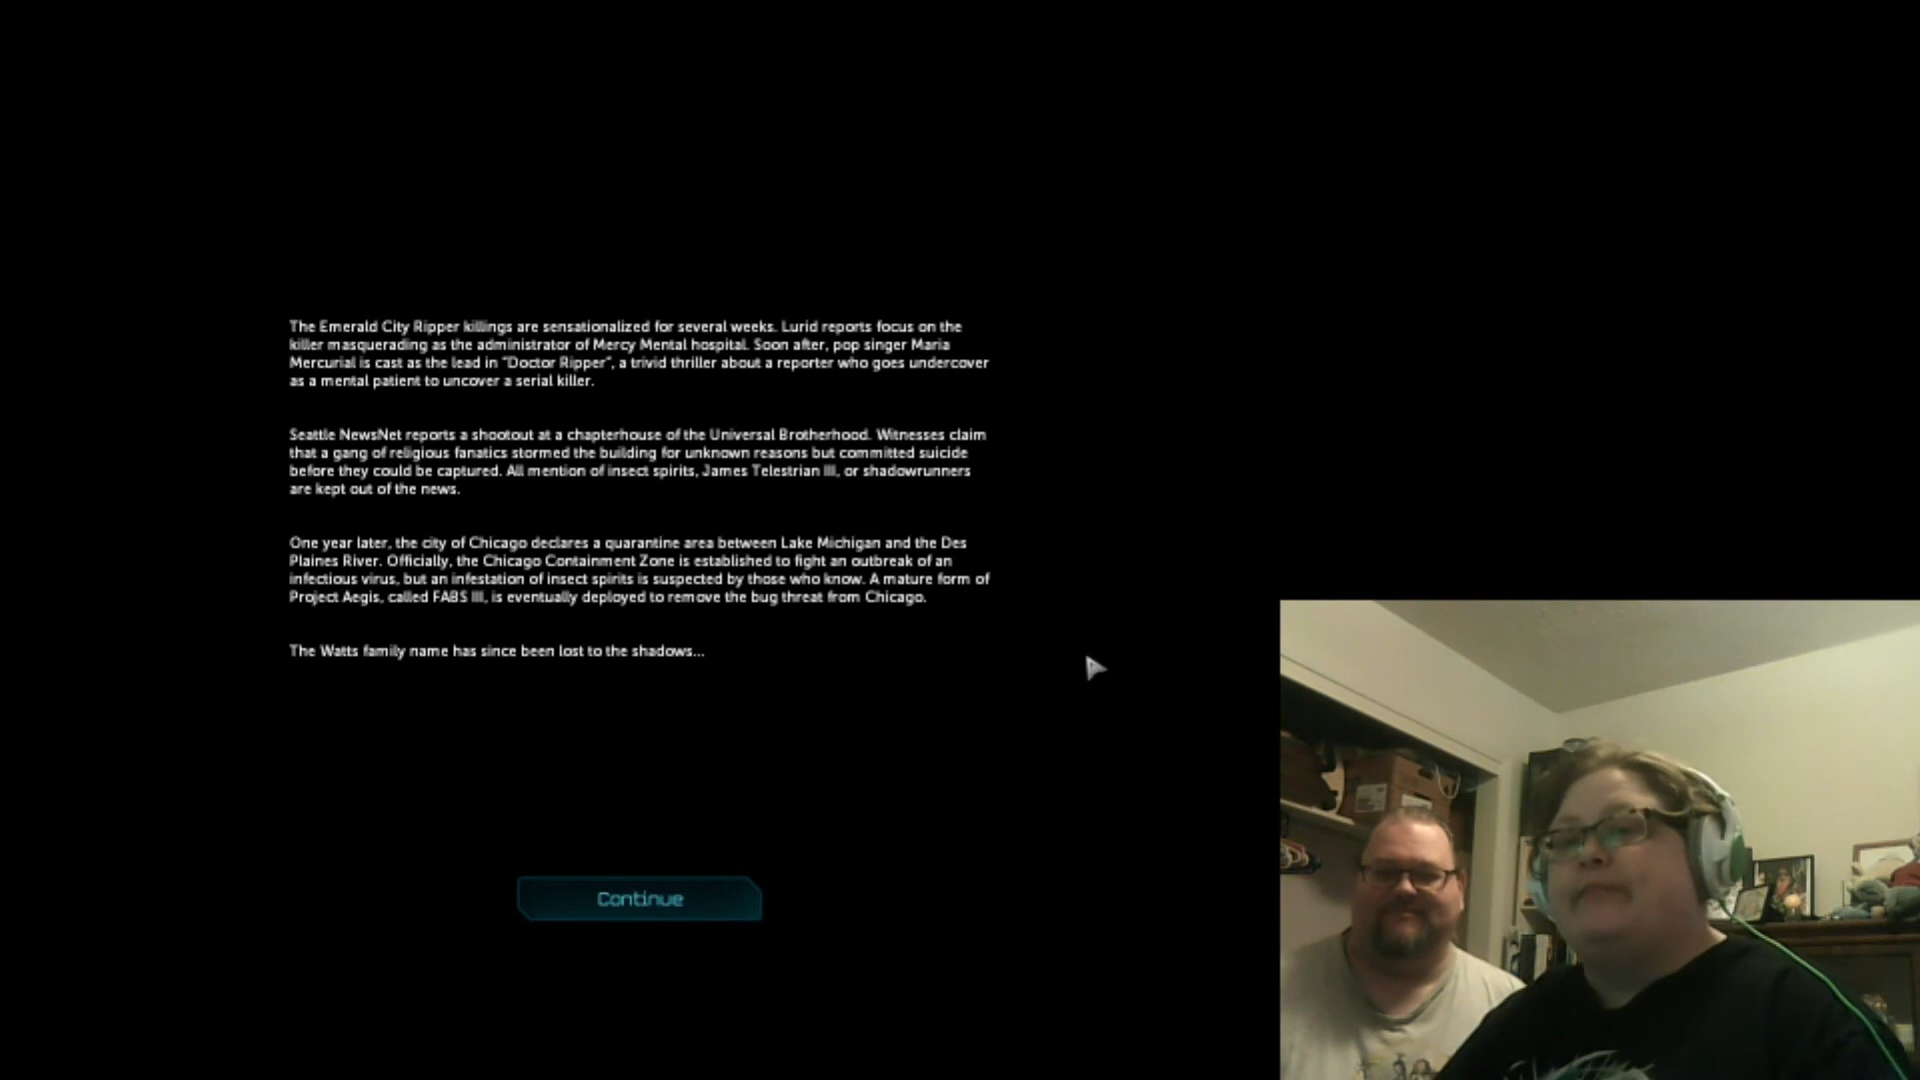 The Emerald City Ripper killings are sensationalized for several weeks. Lurid reports focus on the
killer masquerading as the administrator of Mercy Mental hospital. Soon after, pop singer Maria
Mercurial is cast as the lead in "Doctor Ripper", a trivid thriller about a reporter who goes undercover
as a mental patient to uncover a serial killer.
Seattle NewsNet reports a shootout at a chapterhouse of the Universal Brotherhood. Witnesses claim
that a gang of religious fanatics stormed the building for unknown reasons but committed suicide
before they could be captured. All mention of insect spirits, James Telestrian III, or shadowrunners
are kept out of the news.
One year later, the city of Chicago declares a quarantine area between Lake Michigan and the Des
Plaines River. Officially, the Chicago Containment Zone is established to fight an outbreak of an
infectious virus, but an infestation of insect spirits is suspected by those who know. A mature form of
Project Aegis, called FABS III, is eventually deployed to remove the bug threat from Chicago.
The Watts family name has since been lost to the shadows...
Continue